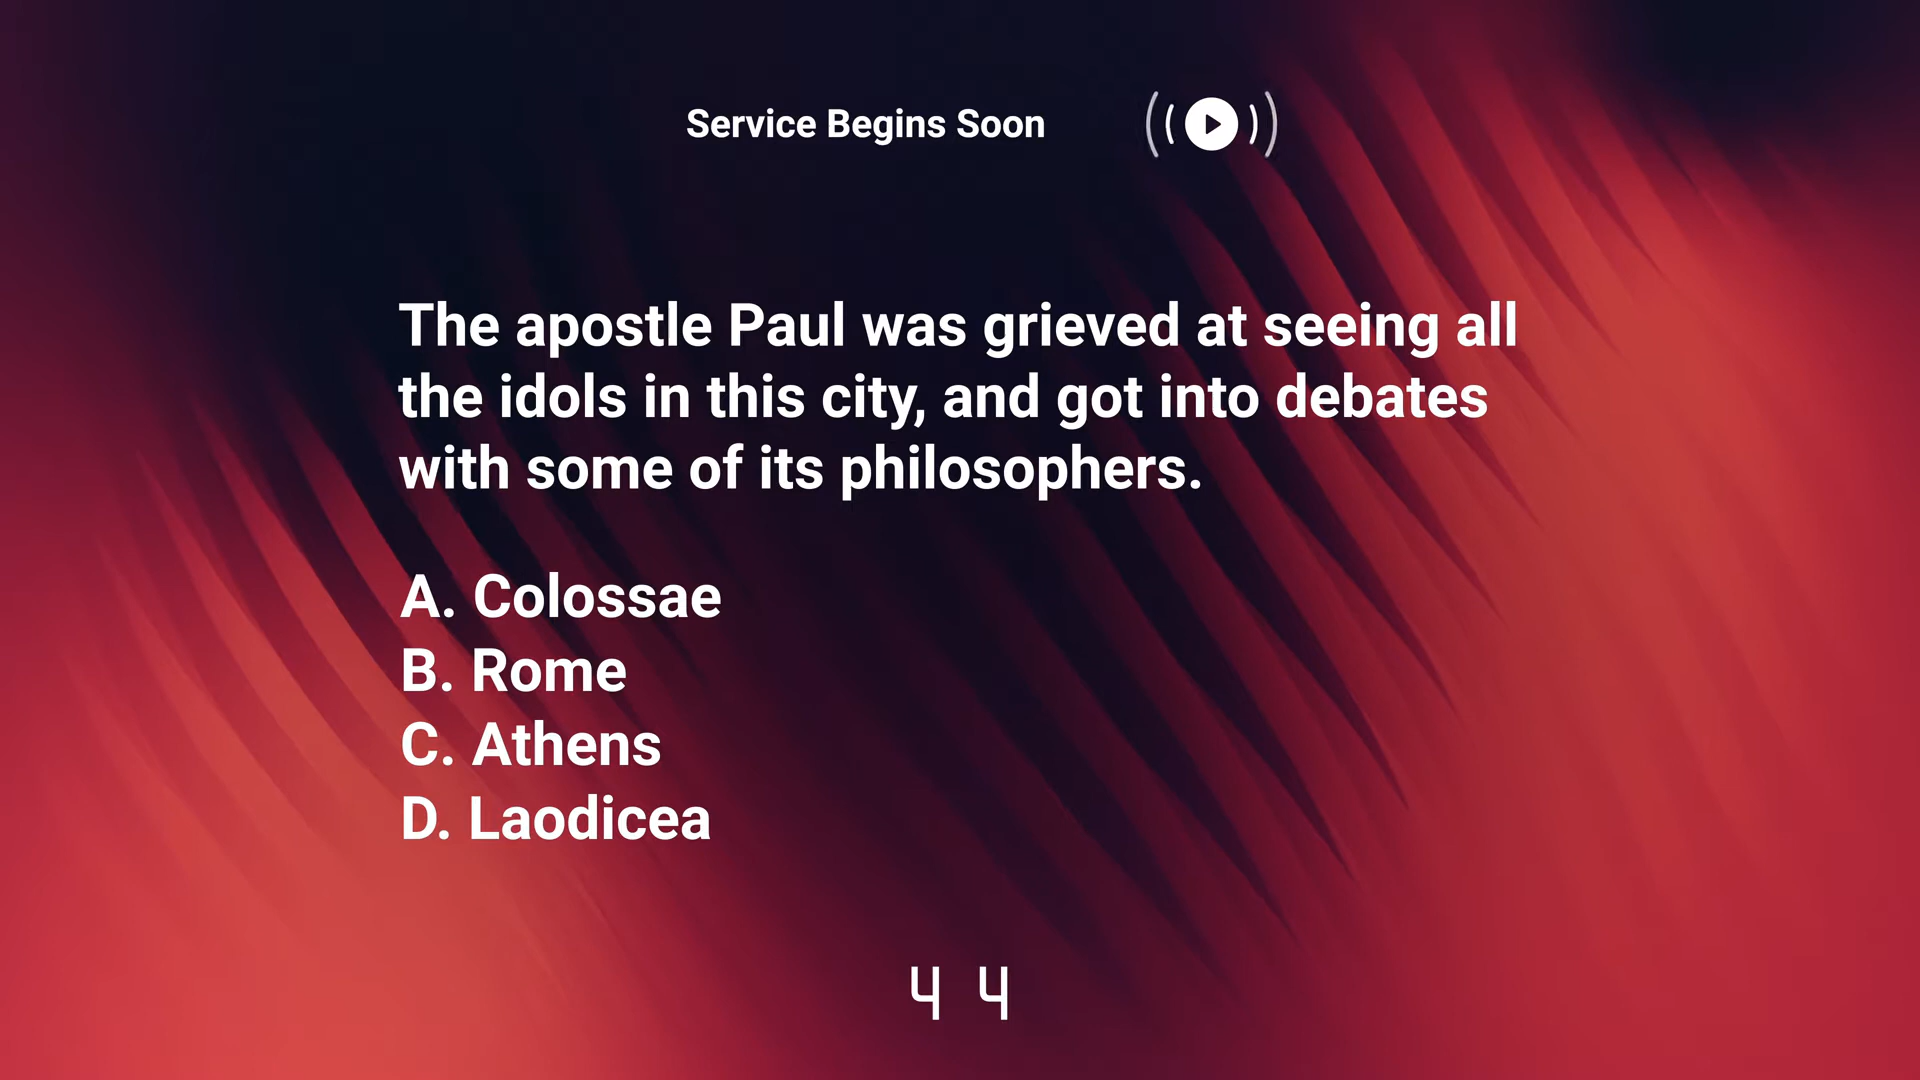 Service Begins Soon
The apostle Paul was grieved at seeing all
the idols in this city, and got into debates
with some of its philosophers.
A. Colossae
B. Rome
C. Athens
D. Laodicea
44